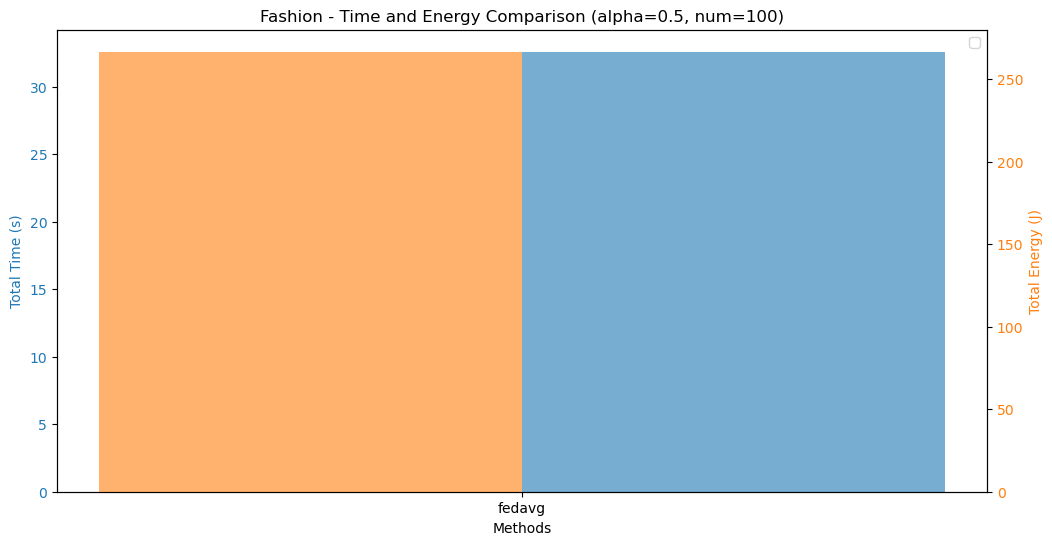 Fashion - Time and Energy Comparison (alpha=0.5, num=100)
Total Time (s)
30
25
20
15
10
5
0
250
200
150
100
50
0
Total Energy (J)
fedavg
Methods